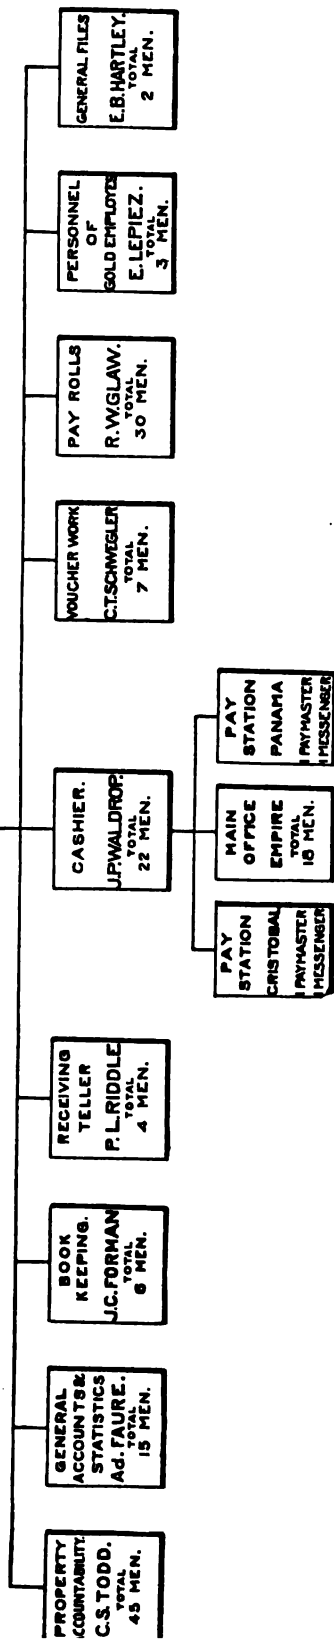 PROPERTY
ACCOUNTABILITY.
C.S. TODD.
TOTAL
45 MEN.
GENERAL
ACCOUNTS &
STATISTICS
Ad. FAURE.
TOTAL
15 MEN.
BOOK
KEEPING.
J.C. FORMAN
TOTAL
6 MEN.
RECEIVING
TELLER
P. L. RIDDLE
TOTAL
4 MEN.
CASHIER.
J.P. WALDROP.
TOTAL
22 MEN.
PAY
STATION
CRISTOBAL
1 PAYMASTER
1 MESSENGER
MAIN
OFFICE
EMPIRE
TOTAL
18 MEN.
PAY
STATION
PANAMA
1 PAYMASTER
1 MESSENGER
VOUCHER WORK
C.T. SCHWEGLER
TOTAL
7 MEN.
PAY ROLLS
R.W. GLAW.
TOTAL
30 MEN.
PERSONNEL
OF
GOLD EMPLOYES
E. LEPIEZ.
TOTAL
3 MEN.
GENERAL FILES
E.B. HARTLEY.
TOTAL
2 MEN.